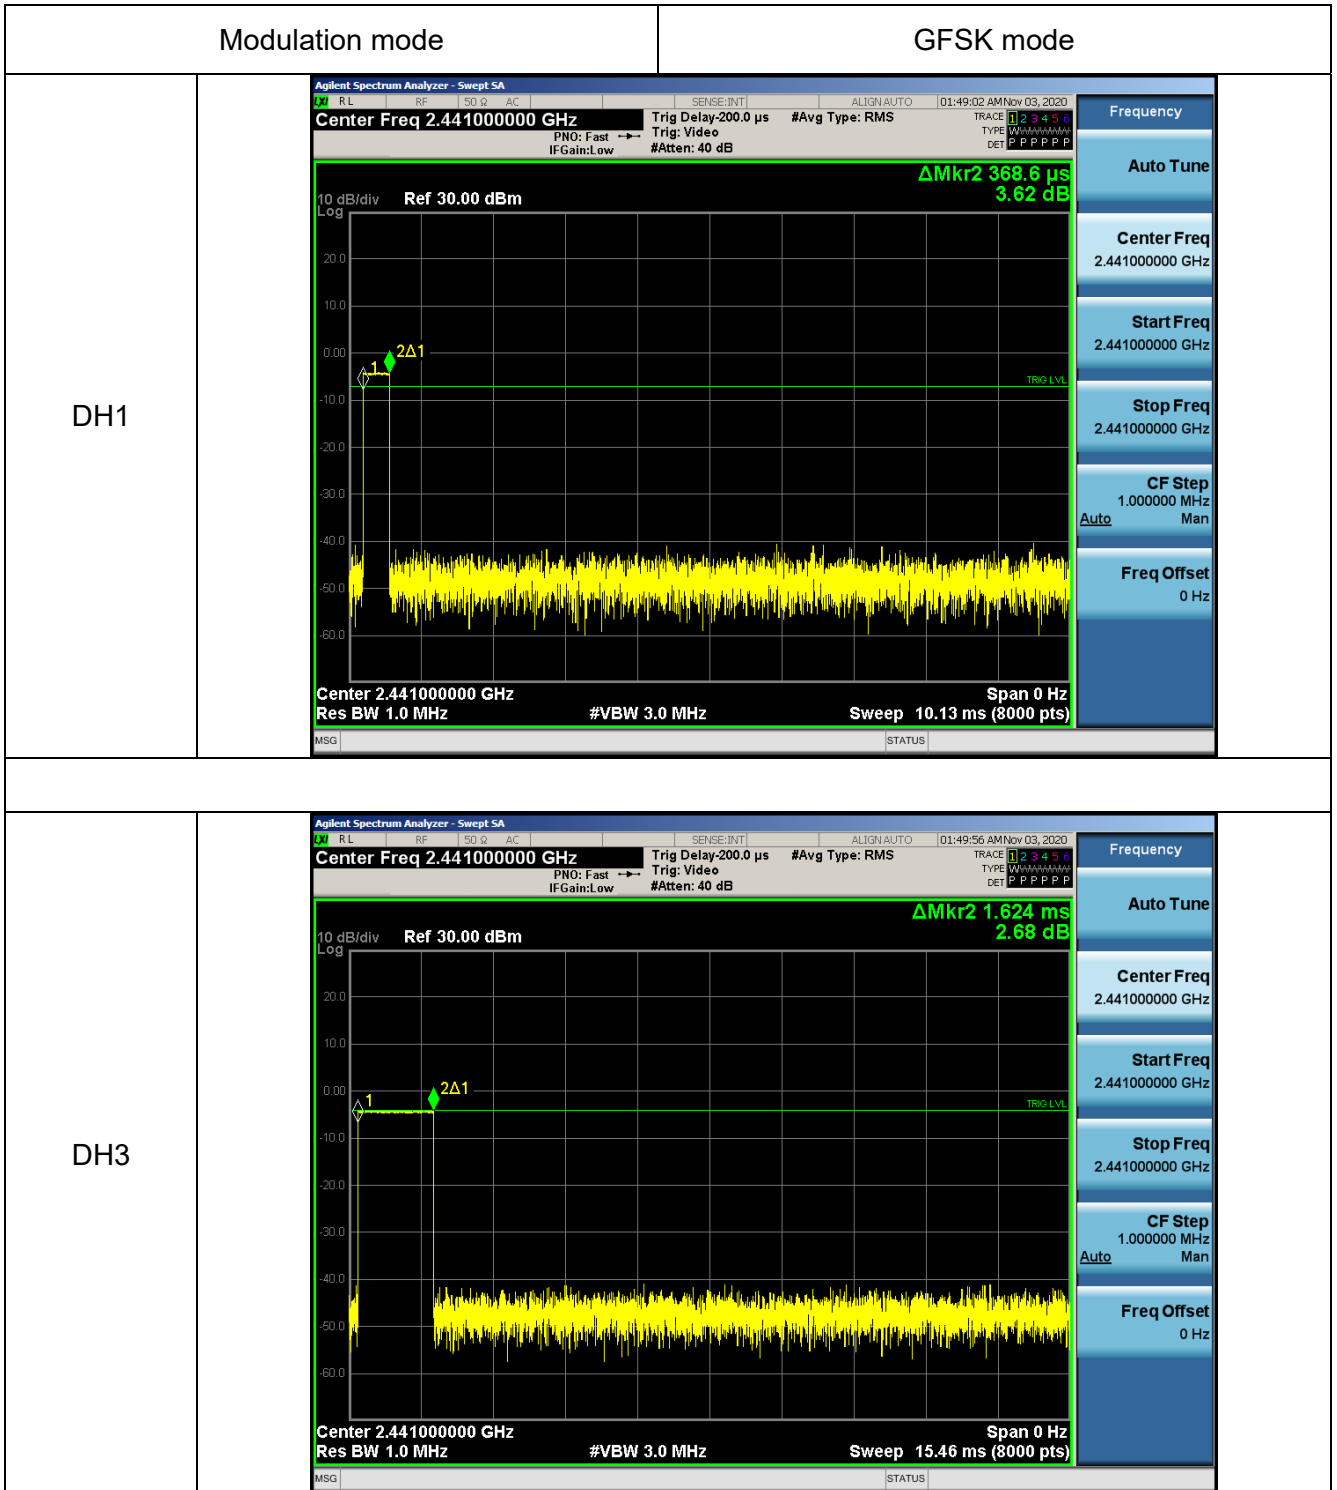 Modulation mode GFSK mode
DH1
Agilent Spectrum Analyzer - Swept SA
LXI RL RF 50 Ω AC SENSE:INT ALIGN AUTO 01:49:02 AM Nov 03, 2020
Center Freq 2.441000000 GHz Trig Delay-200.0 µs #Avg Type: RMS TRACE 1 2 3 4 5 6
PNO: Fast Trig: Video TYPE WWWWWW
IFGain:Low #Atten: 40 dB DET P P P P P P
Frequency
ΔMkr2 368.6 µs
3.62 dB
10 dB/div Ref 30.00 dBm
Log
20.0
10.0
0.00
-10.0
-20.0
-30.0
-40.0
-50.0
-60.0
1
2Δ1
TRIG LVL
Center 2.441000000 GHz Span 0 Hz
Res BW 1.0 MHz #VBW 3.0 MHz Sweep 10.13 ms (8000 pts)
MSG STATUS
Auto Tune
Center Freq
2.441000000 GHz
Start Freq
2.441000000 GHz
Stop Freq
2.441000000 GHz
CF Step
1.000000 MHz
Auto Man
Freq Offset
0 Hz
DH3
Agilent Spectrum Analyzer - Swept SA
LXI RL RF 50 Ω AC SENSE:INT ALIGN AUTO 01:49:56 AM Nov 03, 2020
Center Freq 2.441000000 GHz Trig Delay-200.0 µs #Avg Type: RMS TRACE 1 2 3 4 5 6
PNO: Fast Trig: Video TYPE WWWWWW
IFGain:Low #Atten: 40 dB DET P P P P P P
Frequency
ΔMkr2 1.624 ms
2.68 dB
10 dB/div Ref 30.00 dBm
Log
20.0
10.0
0.00
-10.0
-20.0
-30.0
-40.0
-50.0
-60.0
1
2Δ1
TRIG LVL
Center 2.441000000 GHz Span 0 Hz
Res BW 1.0 MHz #VBW 3.0 MHz Sweep 15.46 ms (8000 pts)
MSG STATUS
Auto Tune
Center Freq
2.441000000 GHz
Start Freq
2.441000000 GHz
Stop Freq
2.441000000 GHz
CF Step
1.000000 MHz
Auto Man
Freq Offset
0 Hz